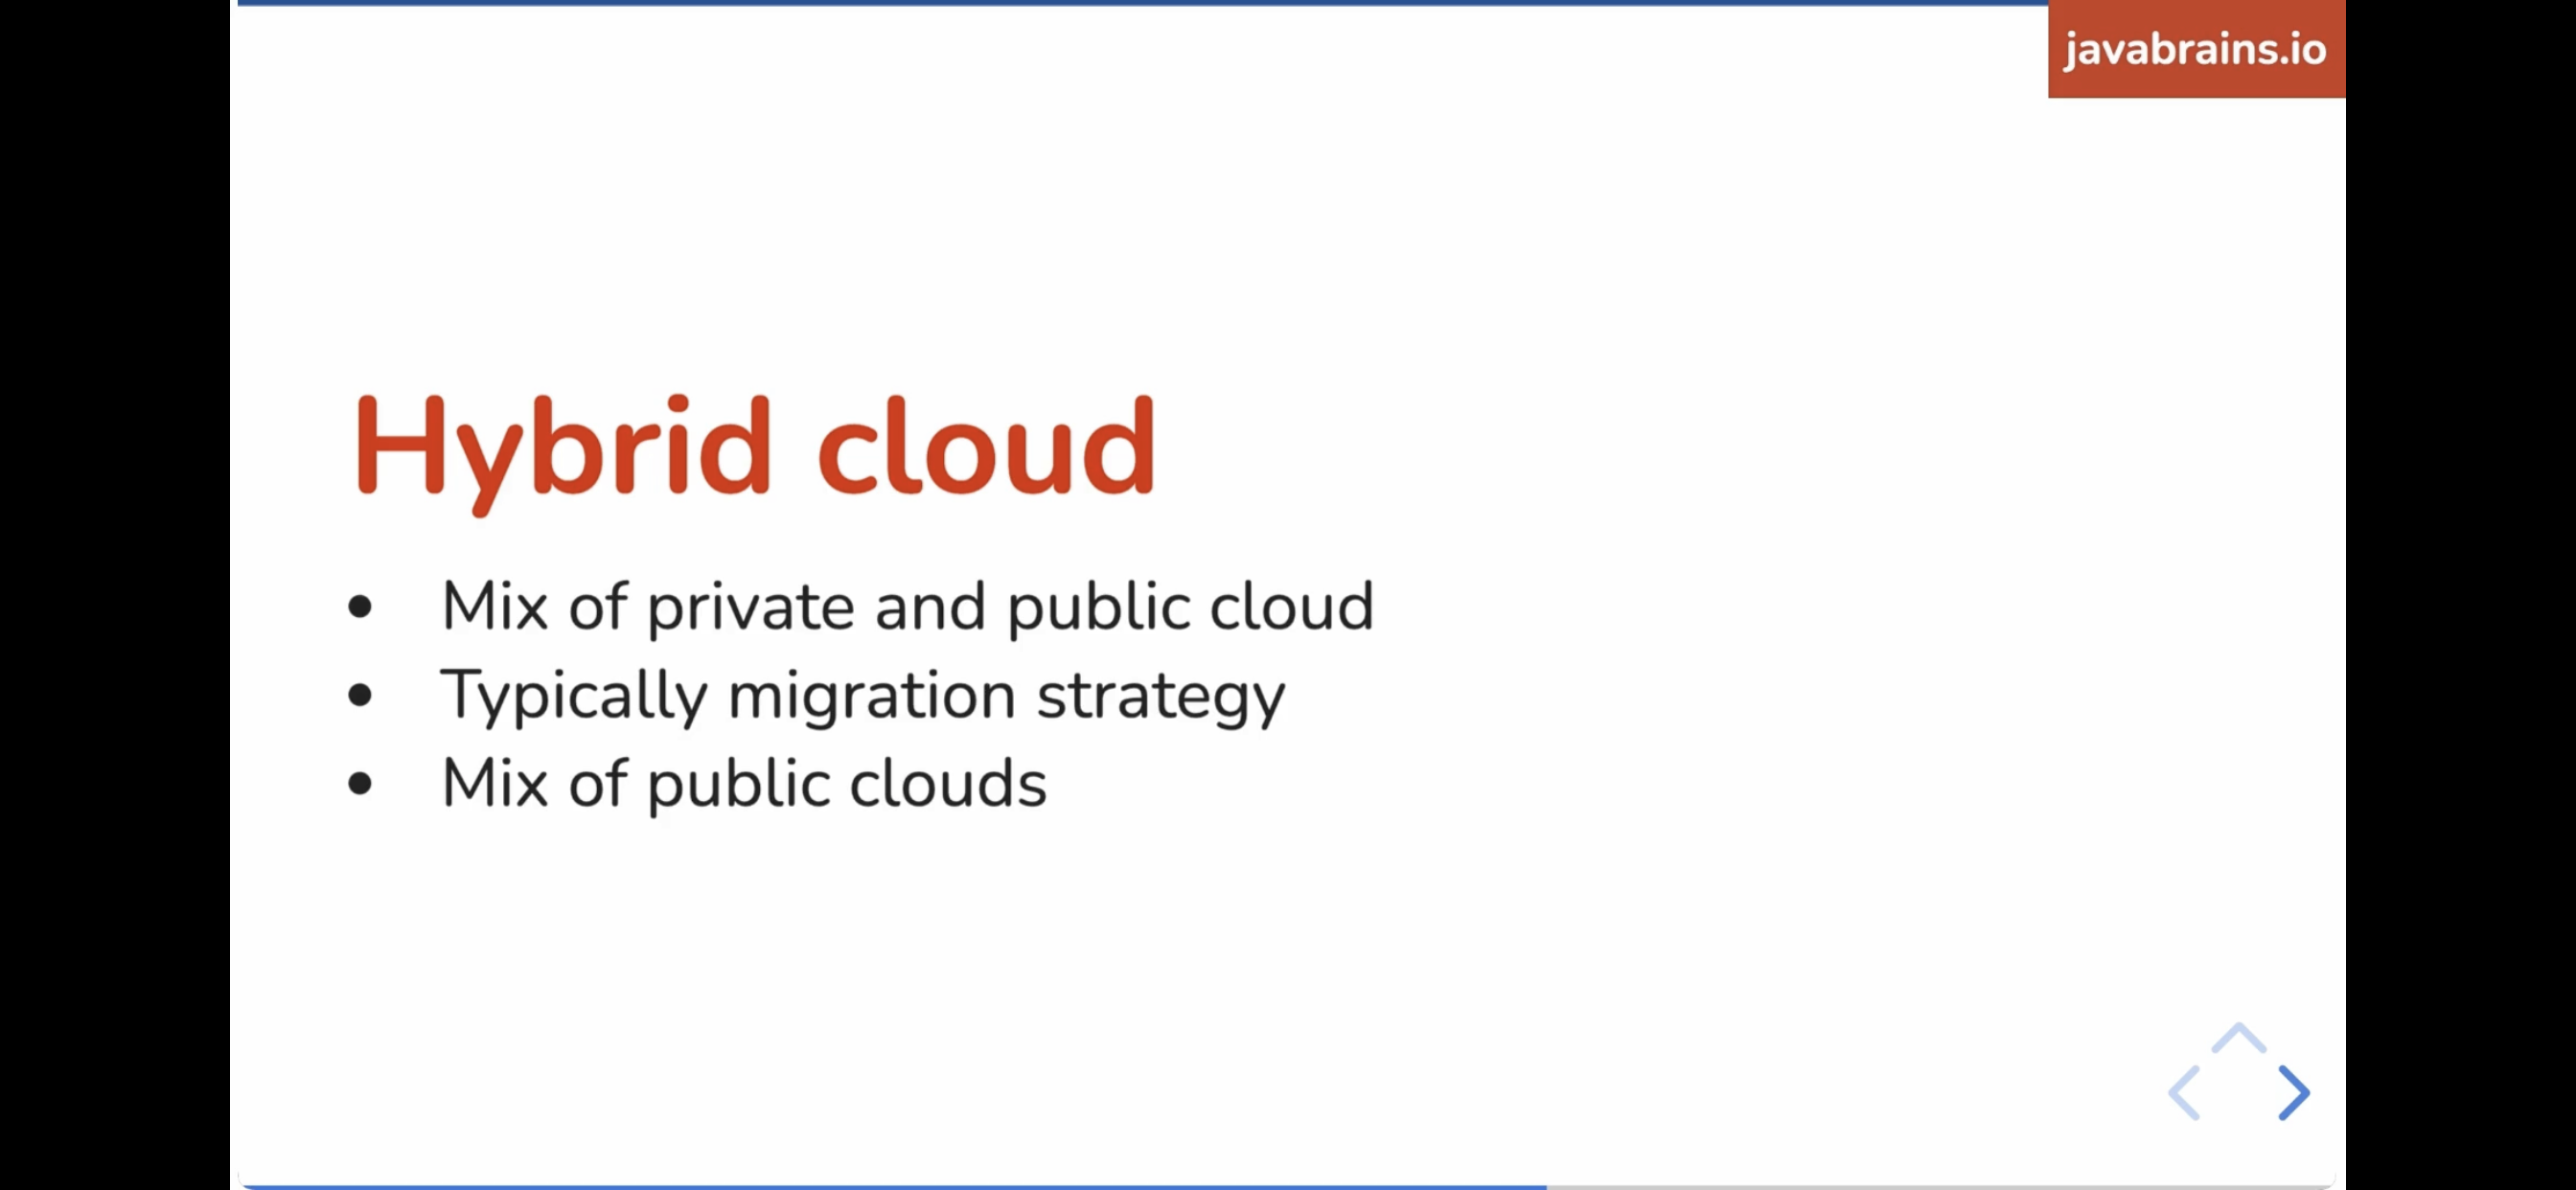 javabrains.io
Hybrid cloud
• Mix of private and public cloud
• Typically migration strategy
• Mix of public clouds